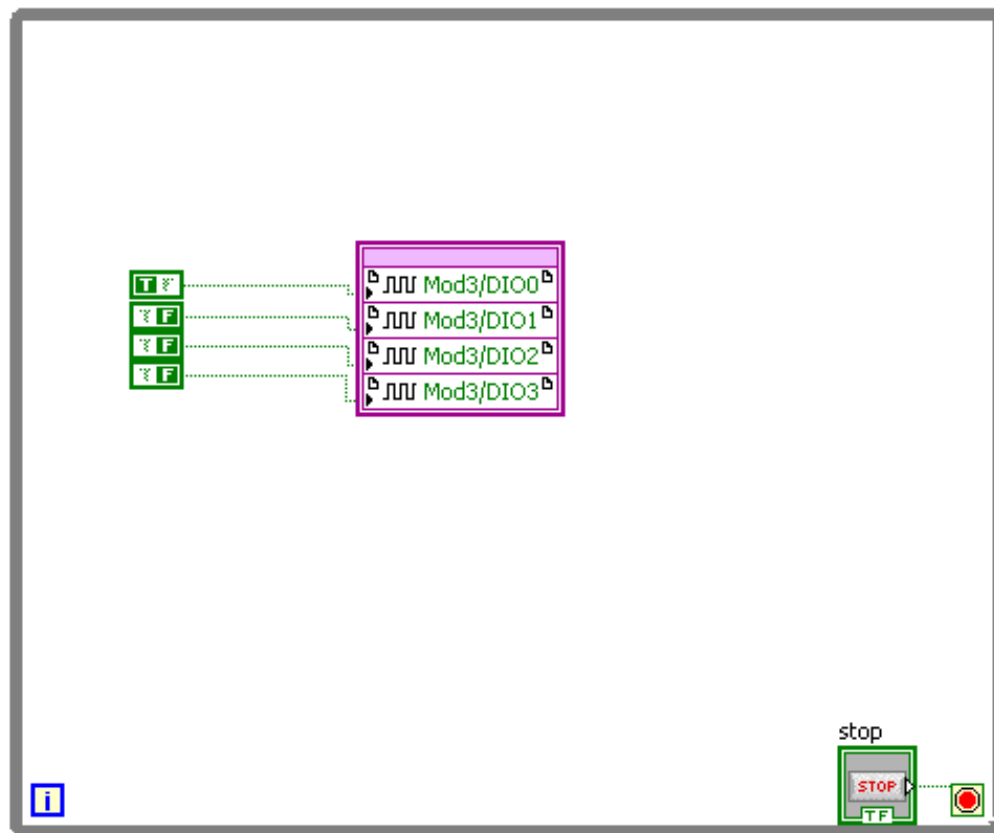 T
Mod3/DIO0
F
Mod3/DIO1
F
Mod3/DIO2
F
Mod3/DIO3
stop
STOP
TF
i